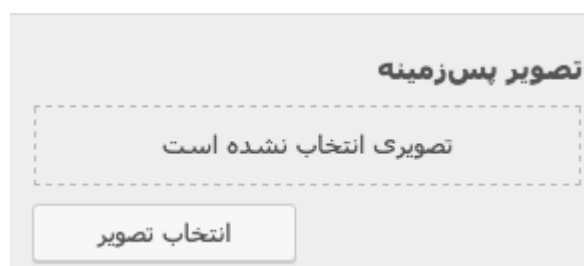 تصویر پس‌زمینه
تصویری انتخاب نشده است
انتخاب تصویر